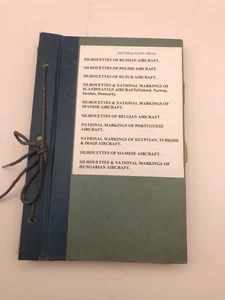 AIR PUBLICATION
SILHOUETTES OF RUSSIAN AIRCRAFT.
SILHOUETTES OF POLISH AIRCRAFT.
SILHOUETTES OF DUTCH AIRCRAFT.
SILHOUETTES & NATIONAL MARKINGS OF
SCANDINAVIAN AIRCRAFT(Finland, Norway,
Sweden, Denmark).
SILHOUETTES & NATIONAL MARKINGS OF
SPANISH AIRCRAFT.
SILHOUETTES OF BELGIAN AIRCRAFT
NATIONAL MARKINGS OF PORTUGUESE
AIRCRAFT.
NATIONAL MARKINGS OF EGYPTIAN, TURKISH
& IRAQI AIRCRAFT.
SILHOUETTES OF SIAMESE AIRCRAFT.
SILHOUETTES & NATIONAL MARKINGS OF
HUNGARIAN AIRCRAFT.